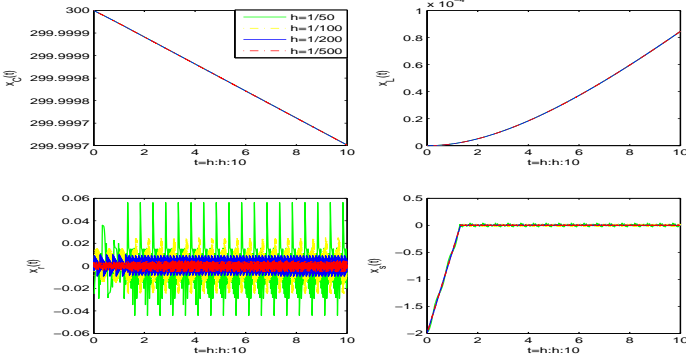 300
299.9999
299.9999
299.9998
299.9998
299.9997
299.9997
0 2 4 6 8 10
t=h:h:10
x_C(t)
h=1/50
h=1/100
h=1/200
h=1/500
1
0.8
0.6
0.4
0.2
0
0 2 4 6 8 10
t=h:h:10
x_L(t)
0.06
0.04
0.02
0
−0.02
−0.04
−0.06
0 2 4 6 8 10
t=h:h:10
x_r(t)
0.5
0
−0.5
−1
−1.5
−2
0 2 4 6 8 10
t=h:h:10
x_s(t)